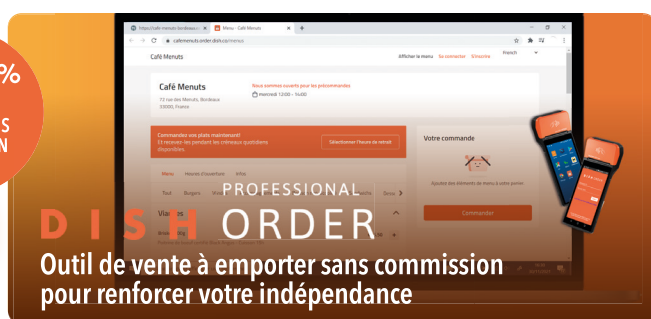 %
S
N
https://cafe-menuts-bordeaux.o
Menu - Café Menuts
cafemenuts.order.dish.co/menus
Café Menuts
Afficher le menu Se connecter S'inscrire French
Café Menuts
72 rue des Menuts, Bordeaux
33000, France
Nous sommes ouverts pour les précommandes
mercredi 12:00 - 14:00
Commandez vos plats maintenant!
Et recevez-les pendant les créneaux quotidiens
disponibles.
Sélectionner l'heure de retrait
Votre commande
Menu Heures d'ouverture Infos
Tout Burgers
Ajoutez des éléments de menu à votre panier
Commander
PROFESSIONAL
DISH ORDER
Outil de vente à emporter sans commission
pour renforcer votre indépendance